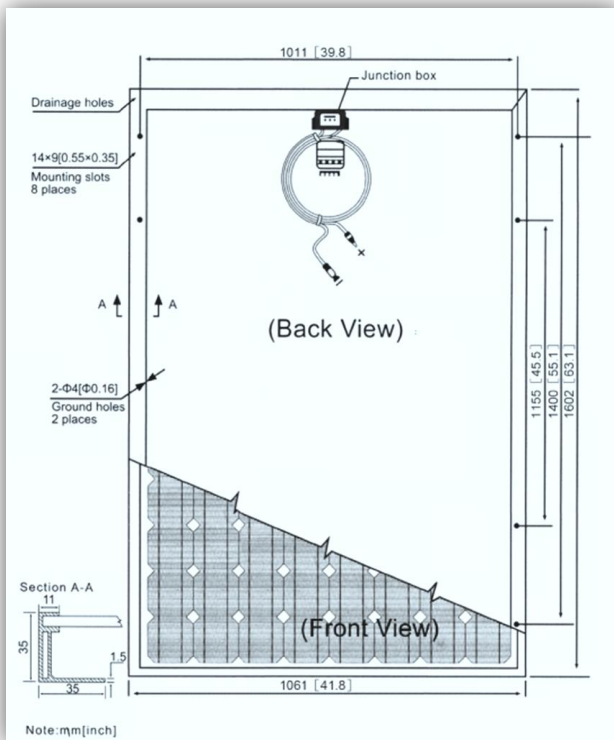 1011 [39.8]
Junction box
Drainage holes
14×9[0.55×0.35]
Mounting slots
8 places
A
A
(Back View)
2-Φ4[Φ0.16]
Ground holes
2 places
1155 [45.5]
1400 [55.1]
1602 [63.1]
Section A-A
11
35
1.5
35
(Front View)
1061 [41.8]
Note:mm[inch]